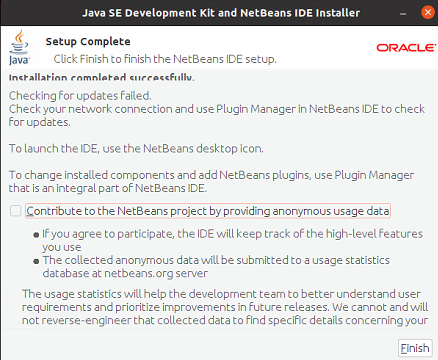 Java SE Development Kit and NetBeans IDE Installer
Setup Complete
Click Finish to finish the NetBeans IDE setup.
Java
ORACLE
Installation completed successfully.
Checking for updates failed.
Check your network connection and use Plugin Manager in NetBeans IDE to check
for updates.
To launch the IDE, use the NetBeans desktop icon.
To change installed components and add NetBeans plugins, use Plugin Manager
that is an integral part of NetBeans IDE.
Contribute to the NetBeans project by providing anonymous usage data
● If you agree to participate, the IDE will keep track of the high-level features
you use
● The collected anonymous data will be submitted to a usage statistics
database at netbeans.org server
The usage statistics will help the development team to better understand user
requirements and prioritize improvements in future releases. We cannot and will
not reverse-engineer that collected data to find specific details concerning your
Finish